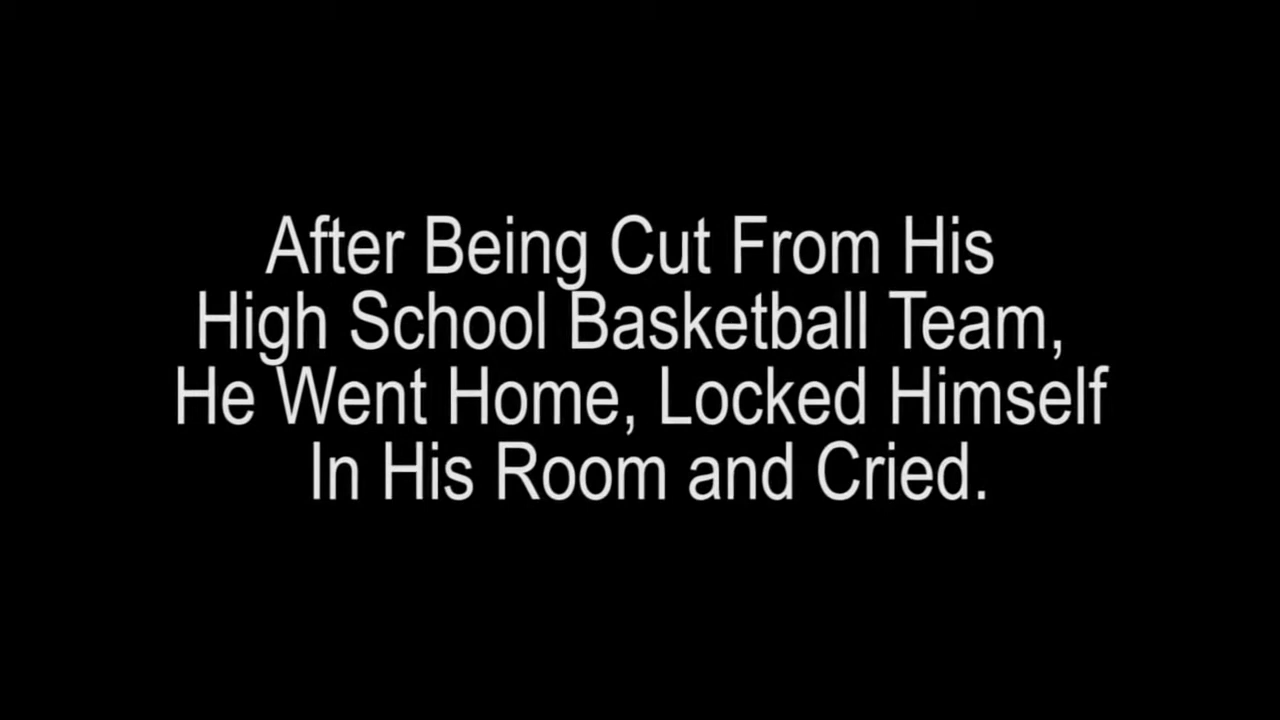 After Being Cut From His
High School Basketball Team,
He Went Home, Locked Himself
In His Room and Cried.